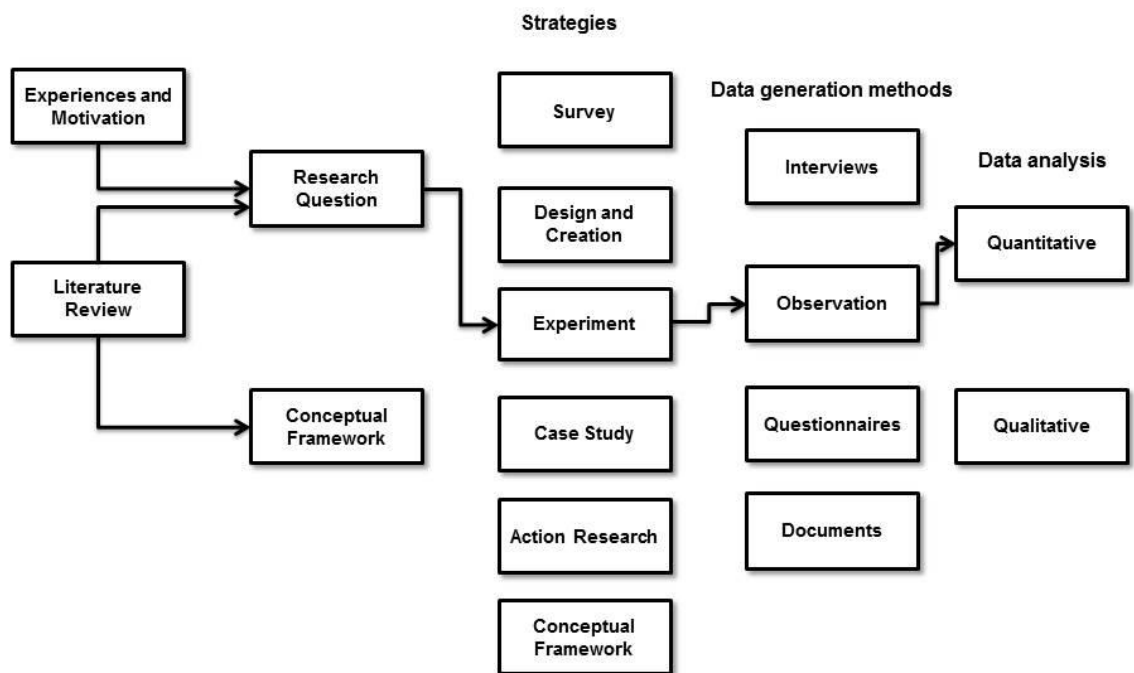 Strategies
Experiences and
Motivation
Survey
Data generation methods
Interviews
Data analysis
Research
Question
Design and
Creation
Quantitative
Literature
Review
Experiment
Observation
Conceptual
Framework
Case Study
Questionnaires
Qualitative
Action Research
Documents
Conceptual
Framework